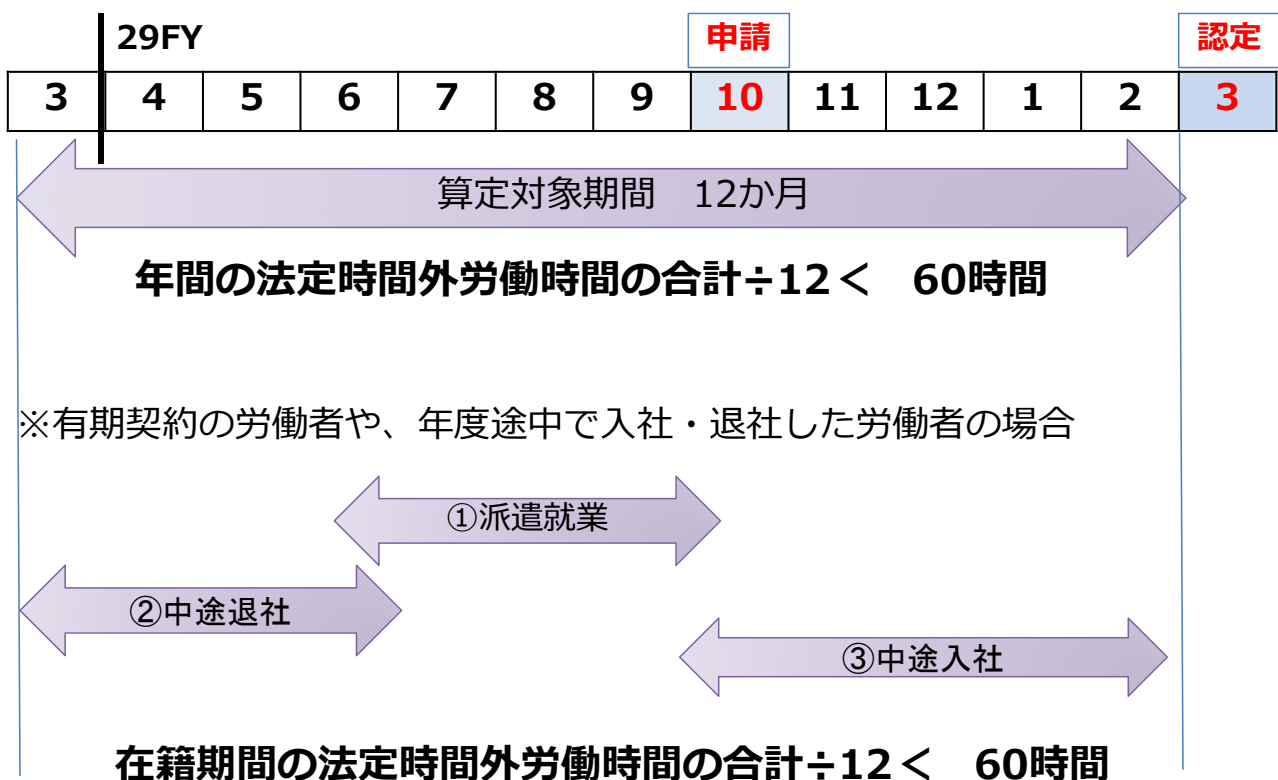 29FY 申請 認定
3 4 5 6 7 8 9 10 11 12 1 2 3
算定対象期間　12か月
年間の法定時間外労働時間の合計÷12＜　60時間
※有期契約の労働者や、年度途中で入社・退社した労働者の場合
①派遣就業
②中途退社
③中途入社
在籍期間の法定時間外労働時間の合計÷12＜　60時間